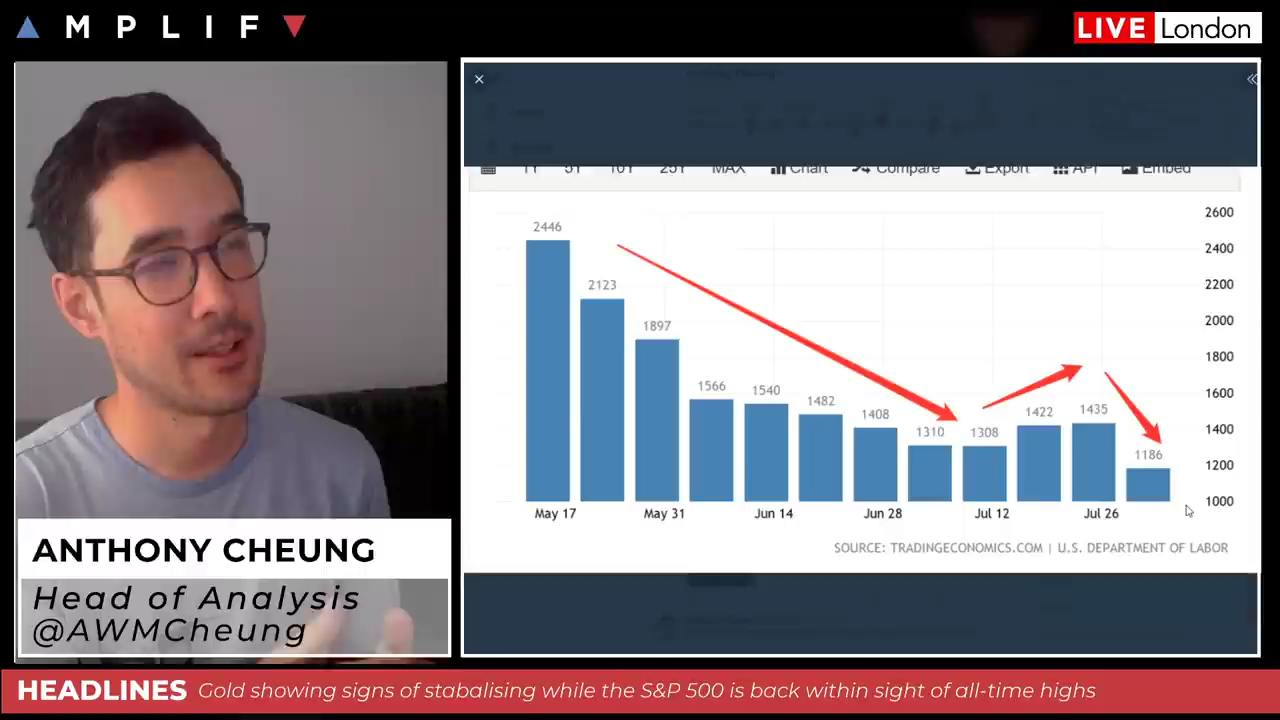 AMPLIFY
LIVE London
×
«
1Y 5Y 10Y 25Y MAX Chart Compare Export API Embed
2446
2123
1897
1566
1540
1482
1408
1310
1308
1422
1435
1186
2600
2400
2200
2000
1800
1600
1400
1200
1000
May 17 May 31 Jun 14 Jun 28 Jul 12 Jul 26
SOURCE: TRADINGECONOMICS.COM | U.S. DEPARTMENT OF LABOR
ANTHONY CHEUNG
Head of Analysis
@AWMCheung
HEADLINES Gold showing signs of stabalising while the S&P 500 is back within sight of all-time highs